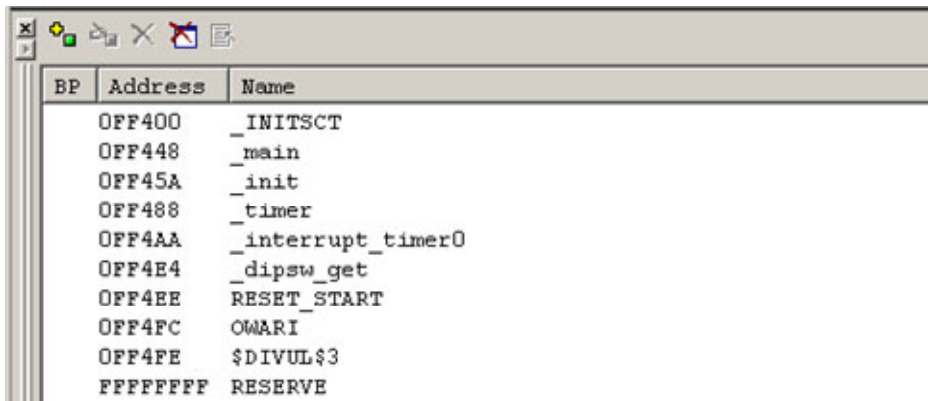 BP Address Name
0FF400 _INITSCT
0FF448 _main
0FF45A _init
0FF488 _timer
0FF4AA _interrupt_timer0
0FF4E4 _dipsw_get
0FF4EE RESET_START
0FF4FC OWARI
0FF4FE $DIVUL$3
FFFFFFFF RESERVE